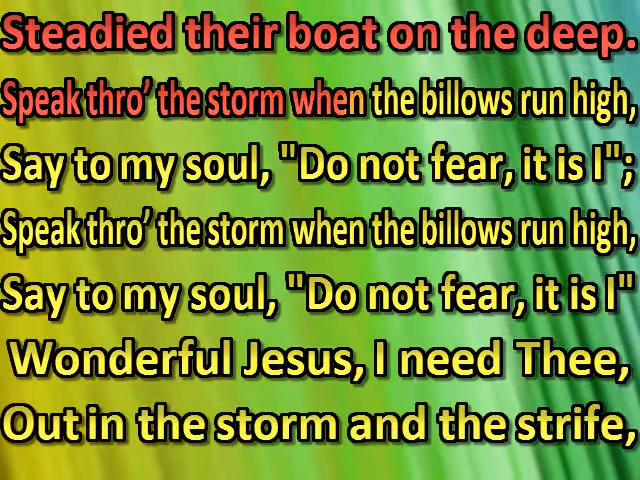 Steadied their boat on the deep.
Speak thro’ the storm when the billows run high,
Say to my soul, "Do not fear, it is I";
Speak thro’ the storm when the billows run high,
Say to my soul, "Do not fear, it is I"
Wonderful Jesus, I need Thee,
Out in the storm and the strife,